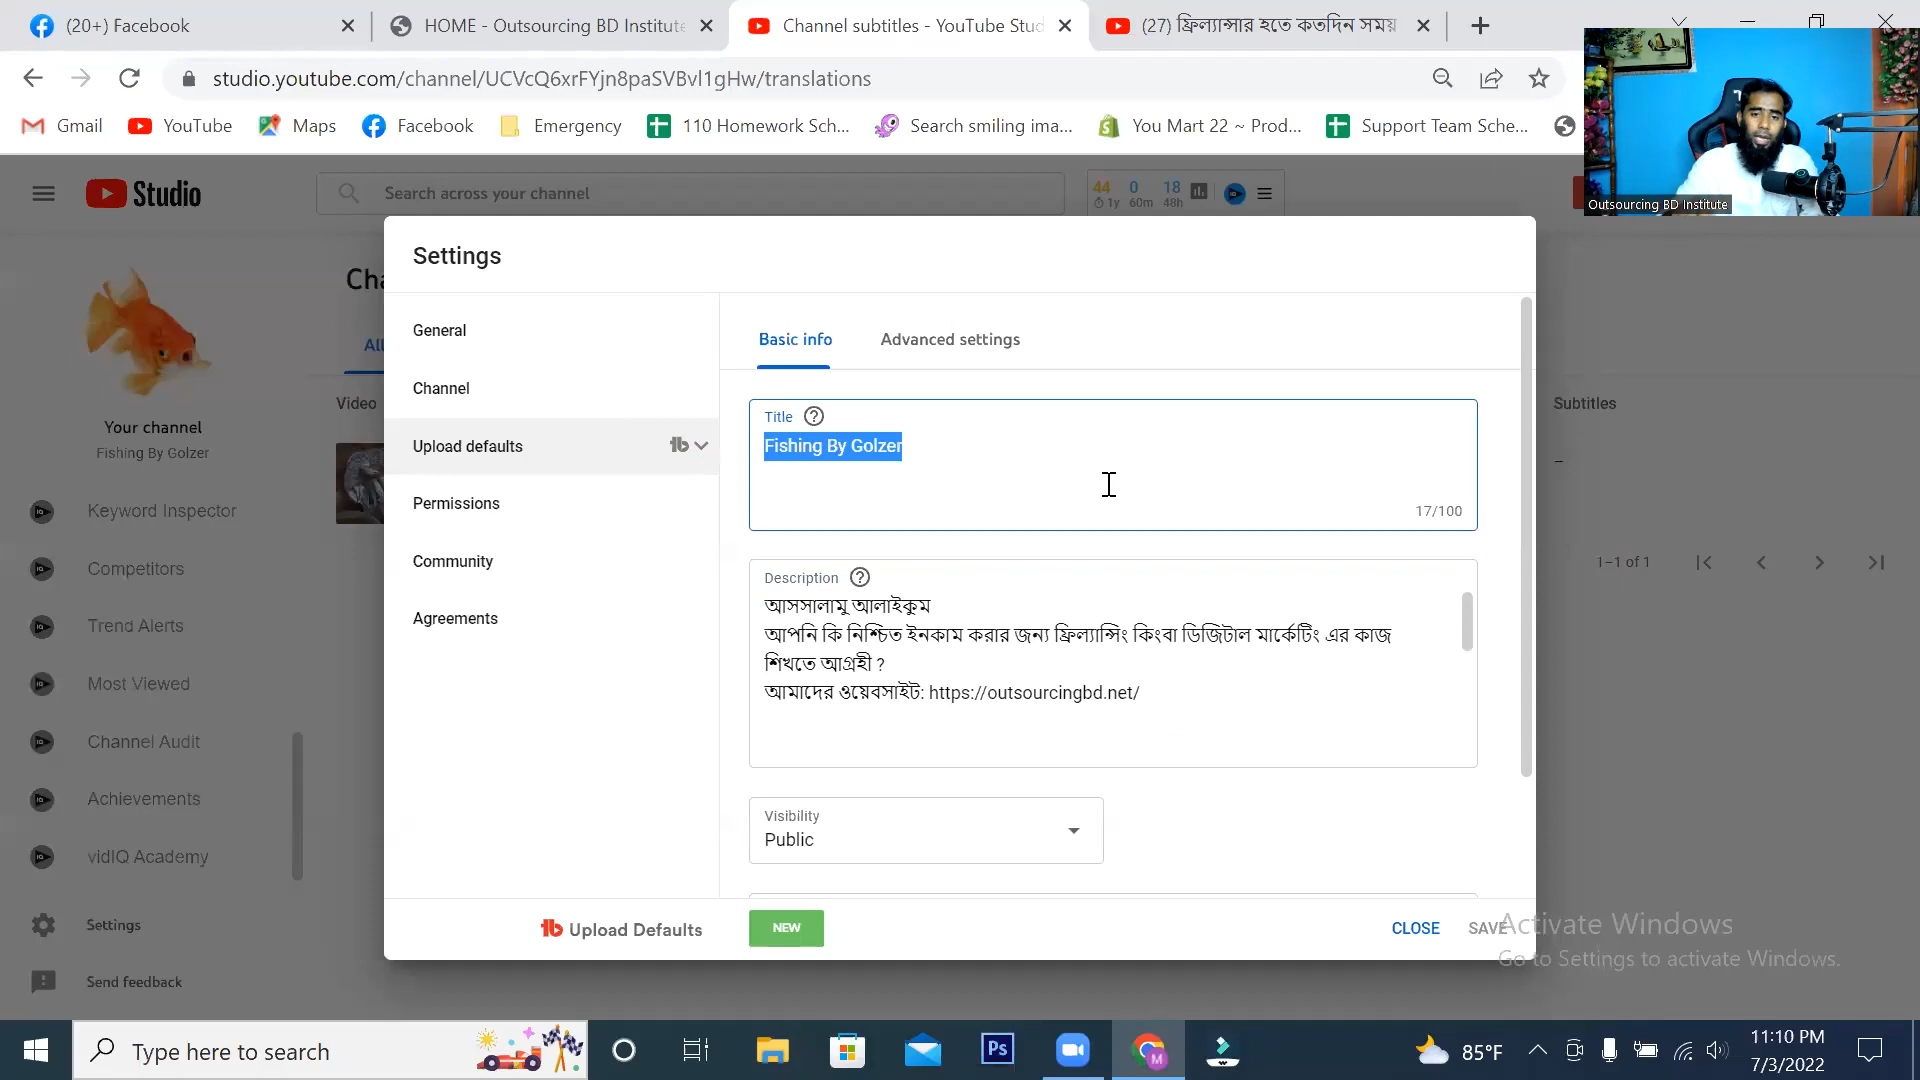 (20+) Facebook
HOME - Outsourcing BD Institute
Channel subtitles - YouTube Stud
(27) ফ্রিল্যান্সার হতে কতদিন সময়
studio.youtube.com/channel/UCVcQ6xrFYjn8paSVBvl1gHw/translations
Gmail
YouTube
Maps
Facebook
Emergency
110 Homework Sch...
Search smiling ima...
You Mart 22 ~ Prod...
Support Team Sche...
Outsourcing BD Institute
Studio
Search across your channel
44 0 18
1y 60m 48h
Settings
Cha
All
Video
Subtitles
Your channel
Fishing By Golzer
Keyword Inspector
Competitors
Trend Alerts
Most Viewed
Channel Audit
Achievements
vidIQ Academy
Settings
Send feedback
General
Channel
Upload defaults
Permissions
Community
Agreements
Basic info
Advanced settings
Title
Fishing By Golzer
17/100
Description
আসসালামু আলাইকুম
আপনি কি নিশ্চিত ইনকাম করার জন্য ফ্রিল্যান্সিং কিংবা ডিজিটাল মার্কেটিং এর কাজ
শিখতে আগ্রহী ?
আমাদের ওয়েবসাইট: https://outsourcingbd.net/
Visibility
Public
1–1 of 1
Upload Defaults
NEW
CLOSE
SAVE
Activate Windows
Go to Settings to activate Windows.
Type here to search
Ps
M
85°F
11:10 PM
7/3/2022